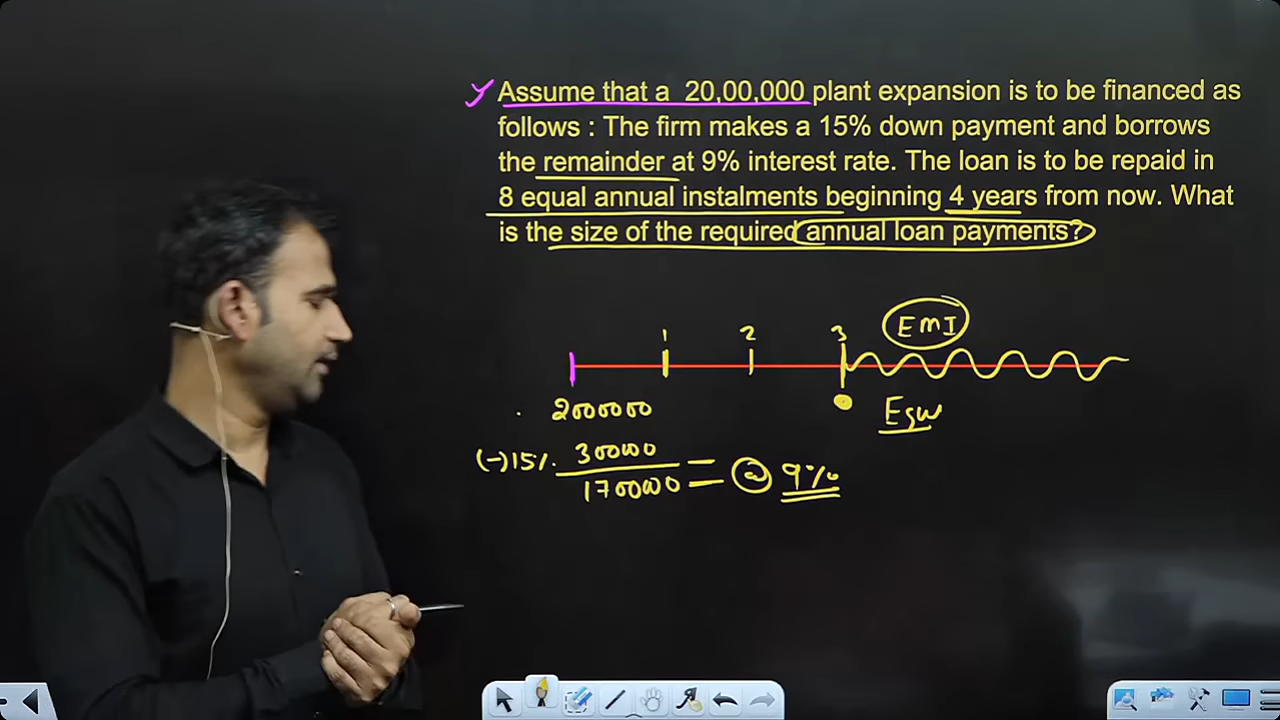 Assume that a 20,00,000 plant expansion is to be financed as
follows : The firm makes a 15% down payment and borrows
the remainder at 9% interest rate. The loan is to be repaid in
8 equal annual instalments beginning 4 years from now. What
is the size of the required annual loan payments?
EMI
1 2 3
2000000
(-) 15% 300000
1700000 = @ 9%